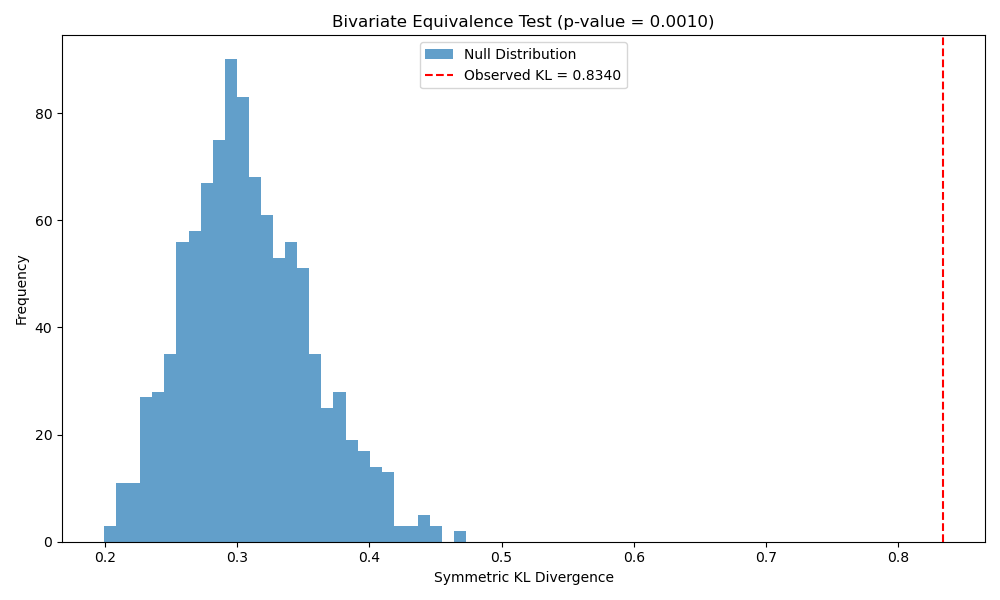 Bivariate Equivalence Test (p-value = 0.0010)
Null Distribution
Observed KL = 0.8340
Frequency
80
60
40
20
0
0.2 0.3 0.4 0.5 0.6 0.7 0.8
Symmetric KL Divergence